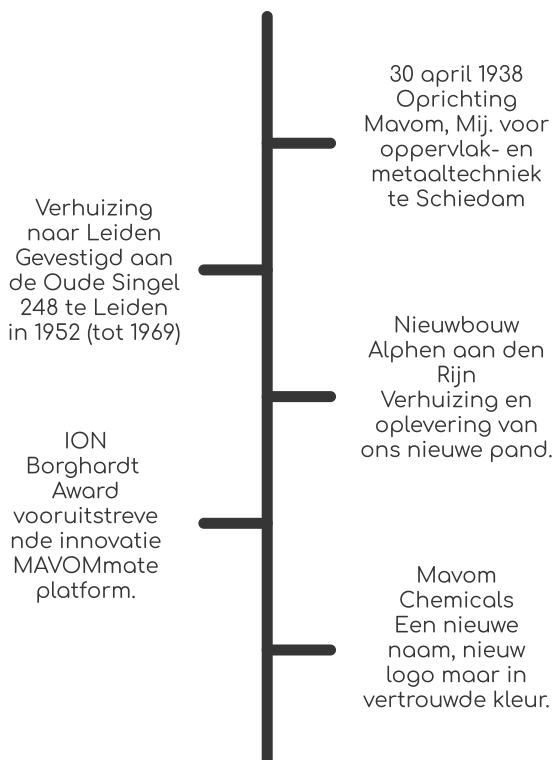 30 april 1938
Oprichting
Mavom, Mij. voor
oppervlak- en
metaaltechniek
te Schiedam
Verhuizing
naar Leiden
Gevestigd aan
de Oude Singel
248 te Leiden
in 1952 (tot 1969)
Nieuwbouw
Alphen aan den
Rijn
Verhuizing en
oplevering van
ons nieuwe pand.
ION
Borghardt
Award
vooruitstreve
nde innovatie
MAVOMmate
platform.
Mavom
Chemicals
Een nieuwe
naam, nieuw
logo maar in
vertrouwde kleur.